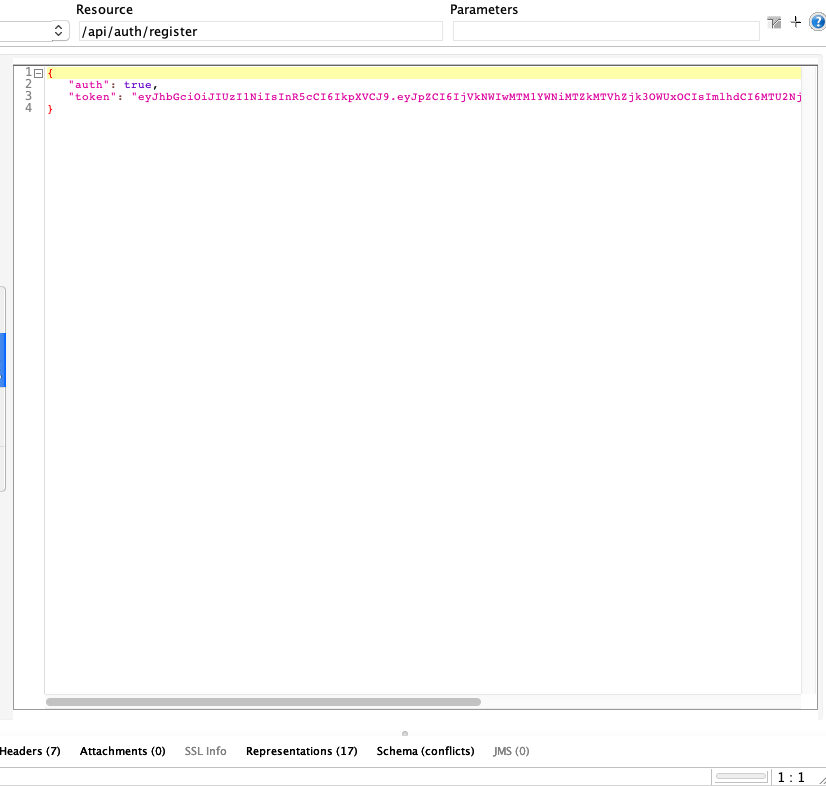 Resource
Parameters
/api/auth/register
1 {
2 "auth": true,
3 "token": "eyJhbGciOiJIUzI1NiIsInR5cCI6IkpXVCJ9.eyJpZCI6IjVkNWIwMTM1YWNiMTZkMTVhZjk3OWUxOCIsImlhdCI6MTU2Nj
4 }
Headers (7) Attachments (0) SSL Info Representations (17) Schema (conflicts) JMS (0)
1 : 1